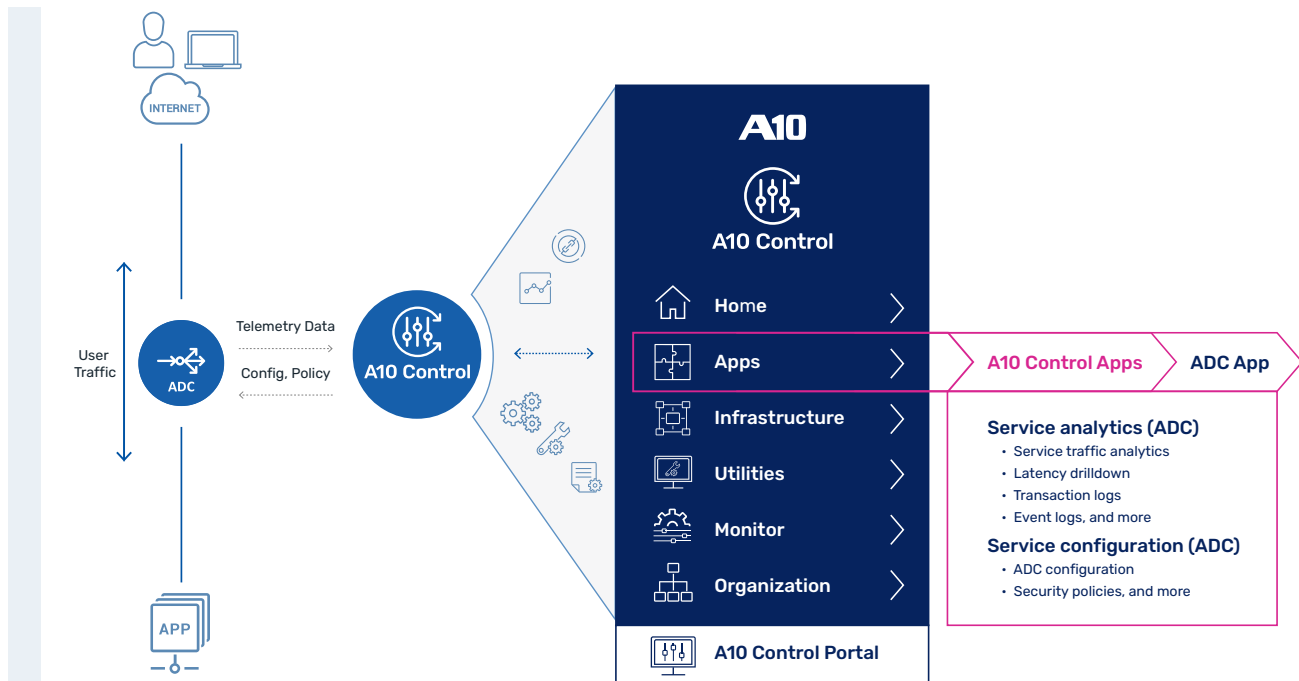 INTERNET
User
Traffic
ADC
Telemetry Data
Config, Policy
A10 Control
APP
A10
A10 Control
Home
Apps
Infrastructure
Utilities
Monitor
Organization
A10 Control Portal
A10 Control Apps
ADC App
Service analytics (ADC)
• Service traffic analytics
• Latency drilldown
• Transaction logs
• Event logs, and more
Service configuration (ADC)
• ADC configuration
• Security policies, and more